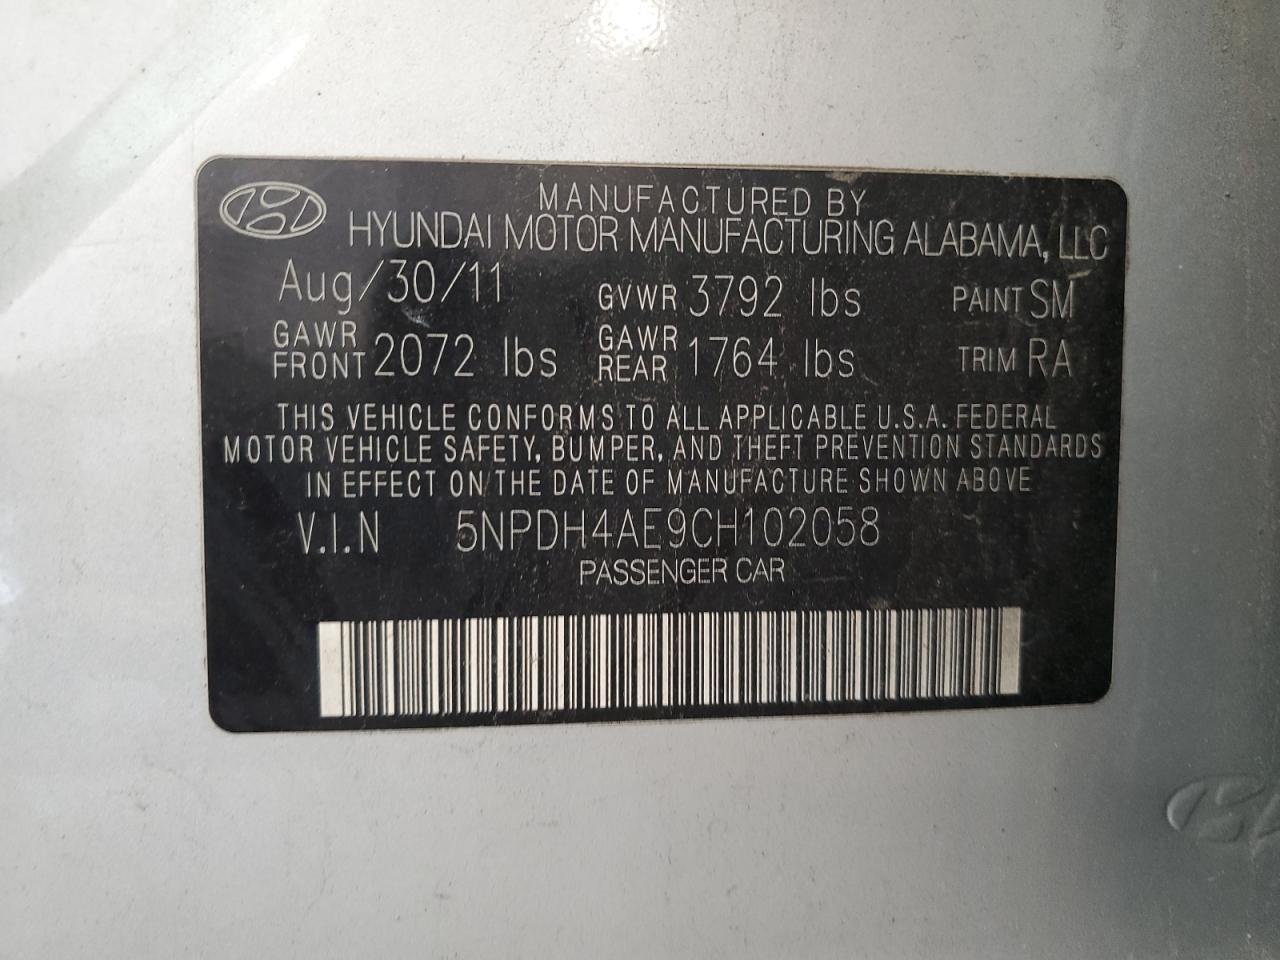 MANUFACTURED BY
HYUNDAI MOTOR MANUFACTURING ALABAMA, LLC
Aug/30/11 GVWR 3792 lbs PAINT SM
GAWR FRONT 2072 lbs GAWR REAR 1764 lbs TRIM RA
THIS VEHICLE CONFORMS TO ALL APPLICABLE U.S.A. FEDERAL
MOTOR VEHICLE SAFETY, BUMPER, AND THEFT PREVENTION STANDARDS
IN EFFECT ON THE DATE OF MANUFACTURE SHOWN ABOVE
V.I.N 5NPDH4AE9CH102058
PASSENGER CAR